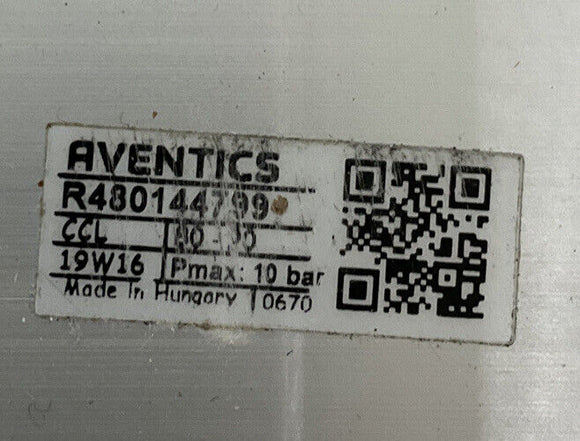 AVENTICS
R480144799
CCL
19W16 Pmax: 10 bar
Made in Hungary 0670